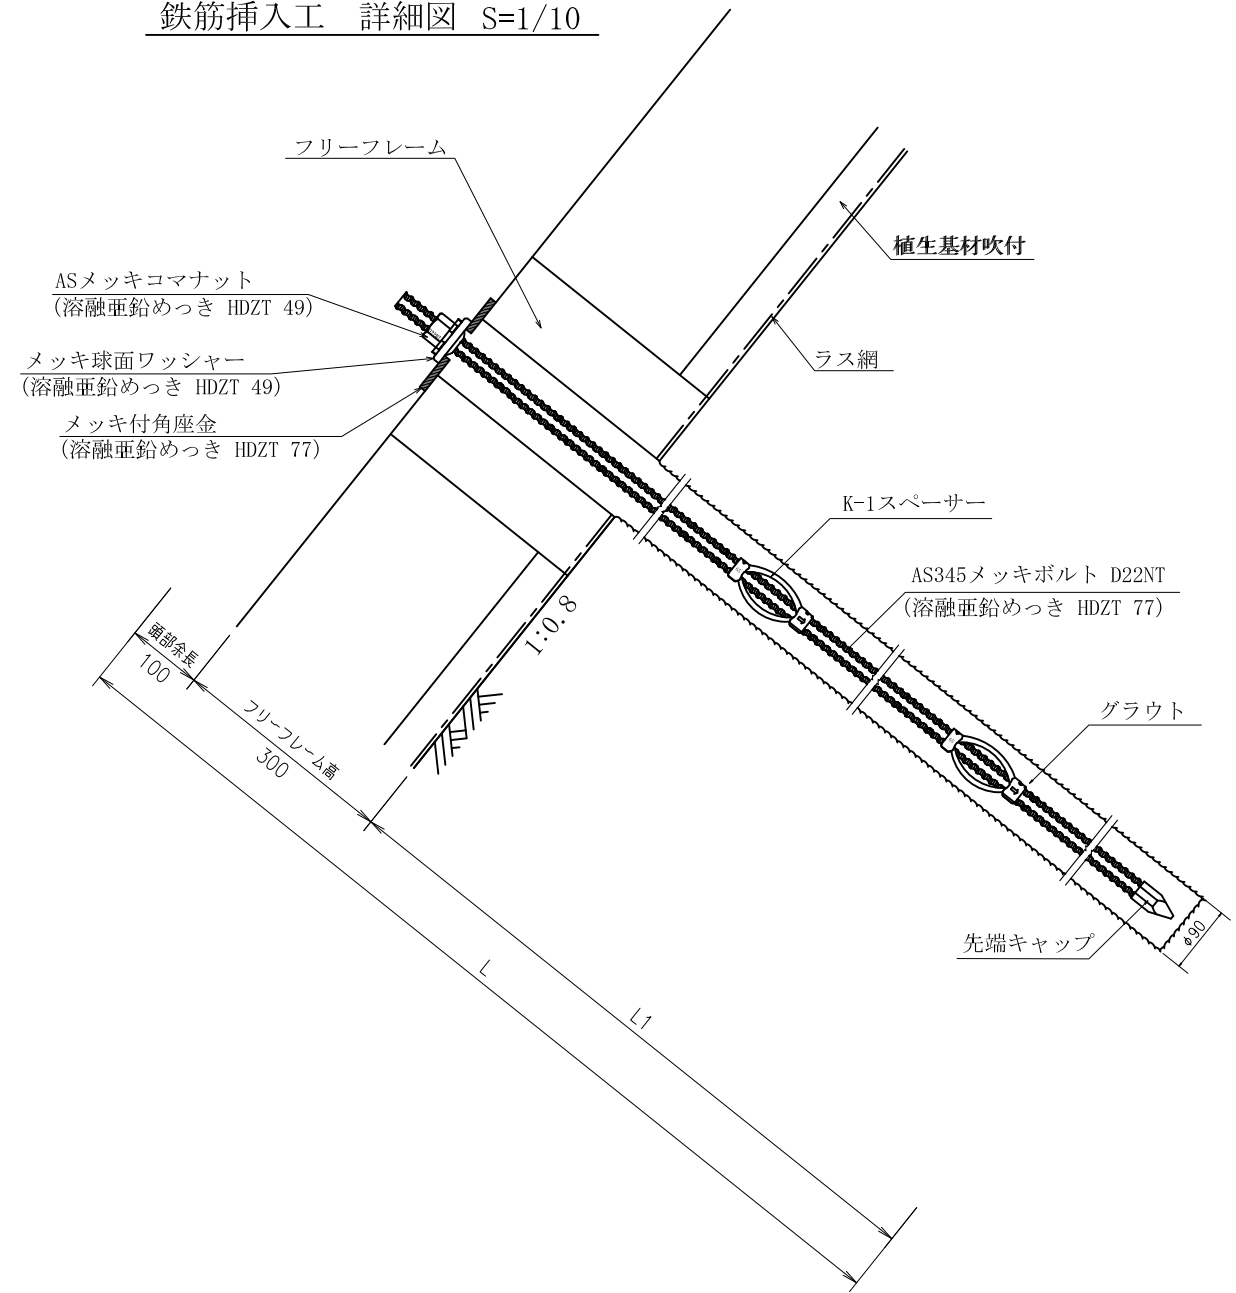 鉄筋挿入工　詳細図 S=1/10
フリーフレーム
植生基材吹付
ASメッキコマナット
(溶融亜鉛めっき HDZT 49)
メッキ球面ワッシャー
(溶融亜鉛めっき HDZT 49)
ラス網
メッキ付角座金
(溶融亜鉛めっき HDZT 77)
K-1スペーサー
AS345メッキボルト D22NT
(溶融亜鉛めっき HDZT 77)
1:0.8
頭部余長
100
フリーフレーム高
300
グラウト
先端キャップ
φ90
L
L1